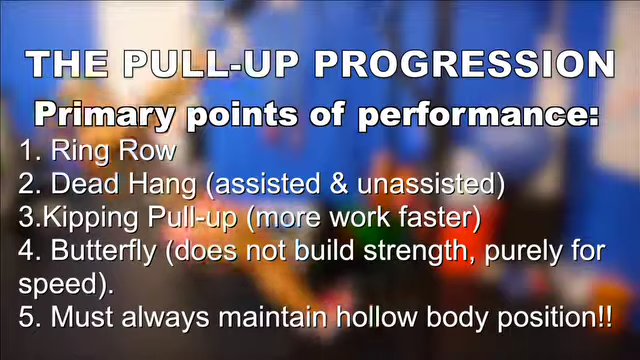 THE PULL-UP PROGRESSION
Primary points of performance:
1. Ring Row
2. Dead Hang (assisted & unassisted)
3.Kipping Pull-up (more work faster)
4. Butterfly (does not build strength, purely for
speed).
5. Must always maintain hollow body position!!